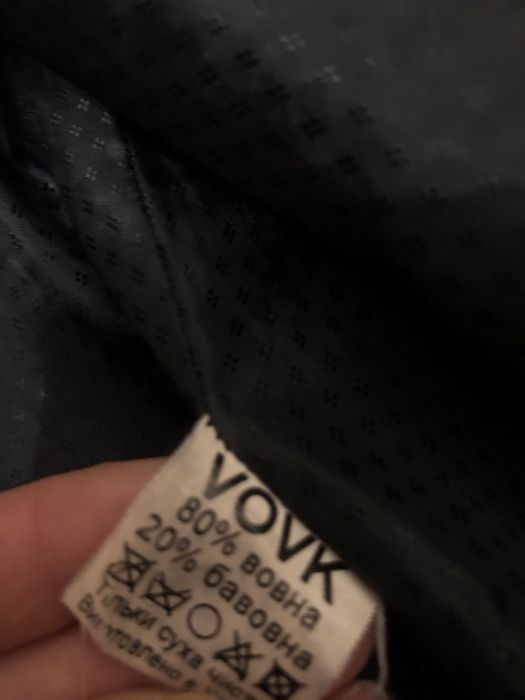 VOVK
80% вовна
20% бавовна
Тільки суха